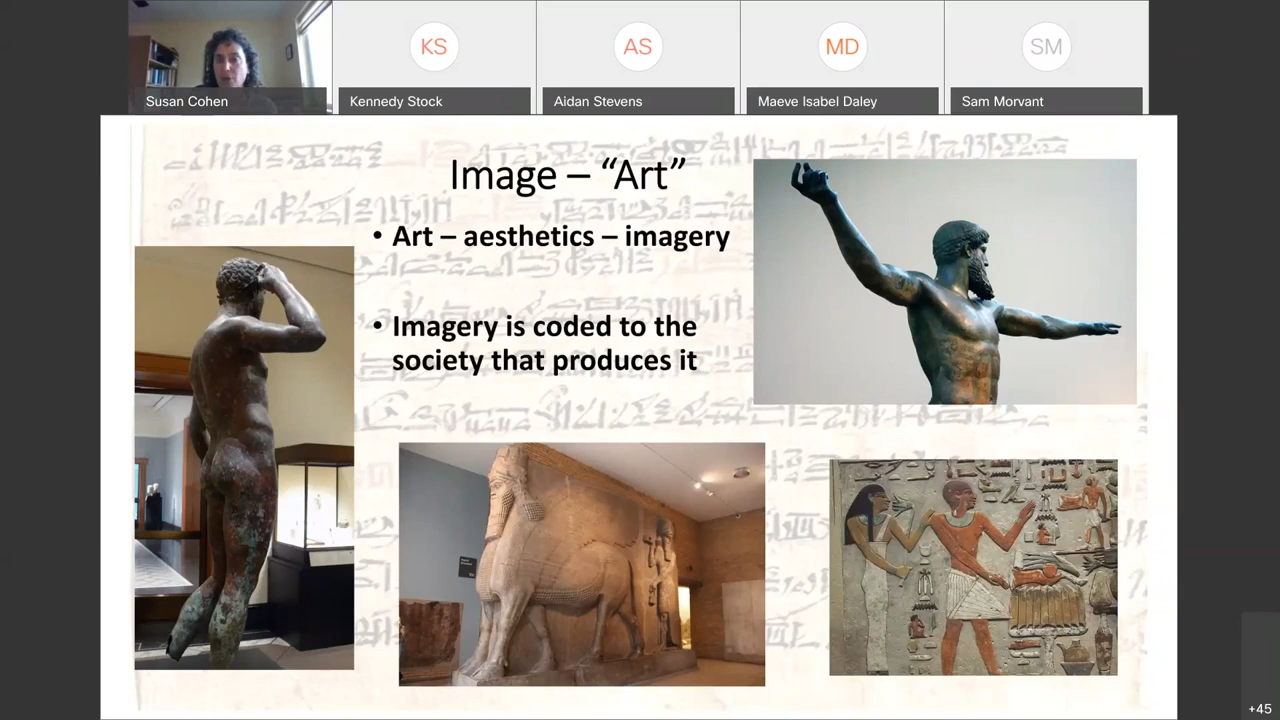 KS
AS
MD
SM
Susan Cohen
Kennedy Stock
Aidan Stevens
Maeve Isabel Daley
Sam Morvant
Image – “Art”
• Art – aesthetics – imagery
• Imagery is coded to the
society that produces it
+45